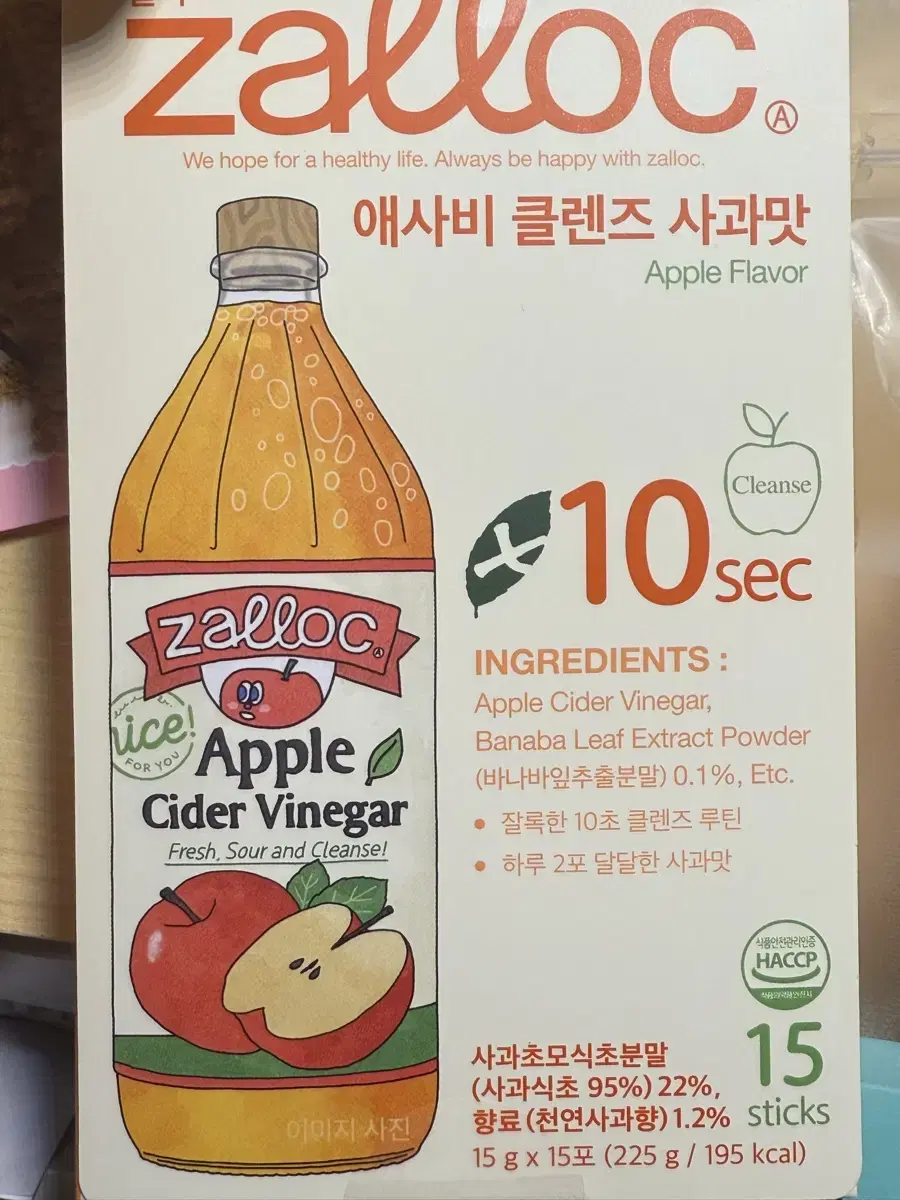 zalloc
We hope for a healthy life. Always be happy with zalloc.
애사비 클렌즈 사과맛
Apple Flavor
Cleanse
10 sec
zalloc
nice!
FOR YOU
Apple
Cider Vinegar
Fresh, Sour and Cleanse!
INGREDIENTS :
Apple Cider Vinegar,
Banaba Leaf Extract Powder
(바나바잎추출분말) 0.1%, Etc.
• 잘록한 10초 클렌즈 루틴
• 하루 2포 달달한 사과맛
식품안전관리인증
HACCP
15
sticks
사과초모식초분말
(사과식초 95%) 22%,
향료 (천연사과향) 1.2%
15 g x 15포 (225 g / 195 kcal)
이미지 사진